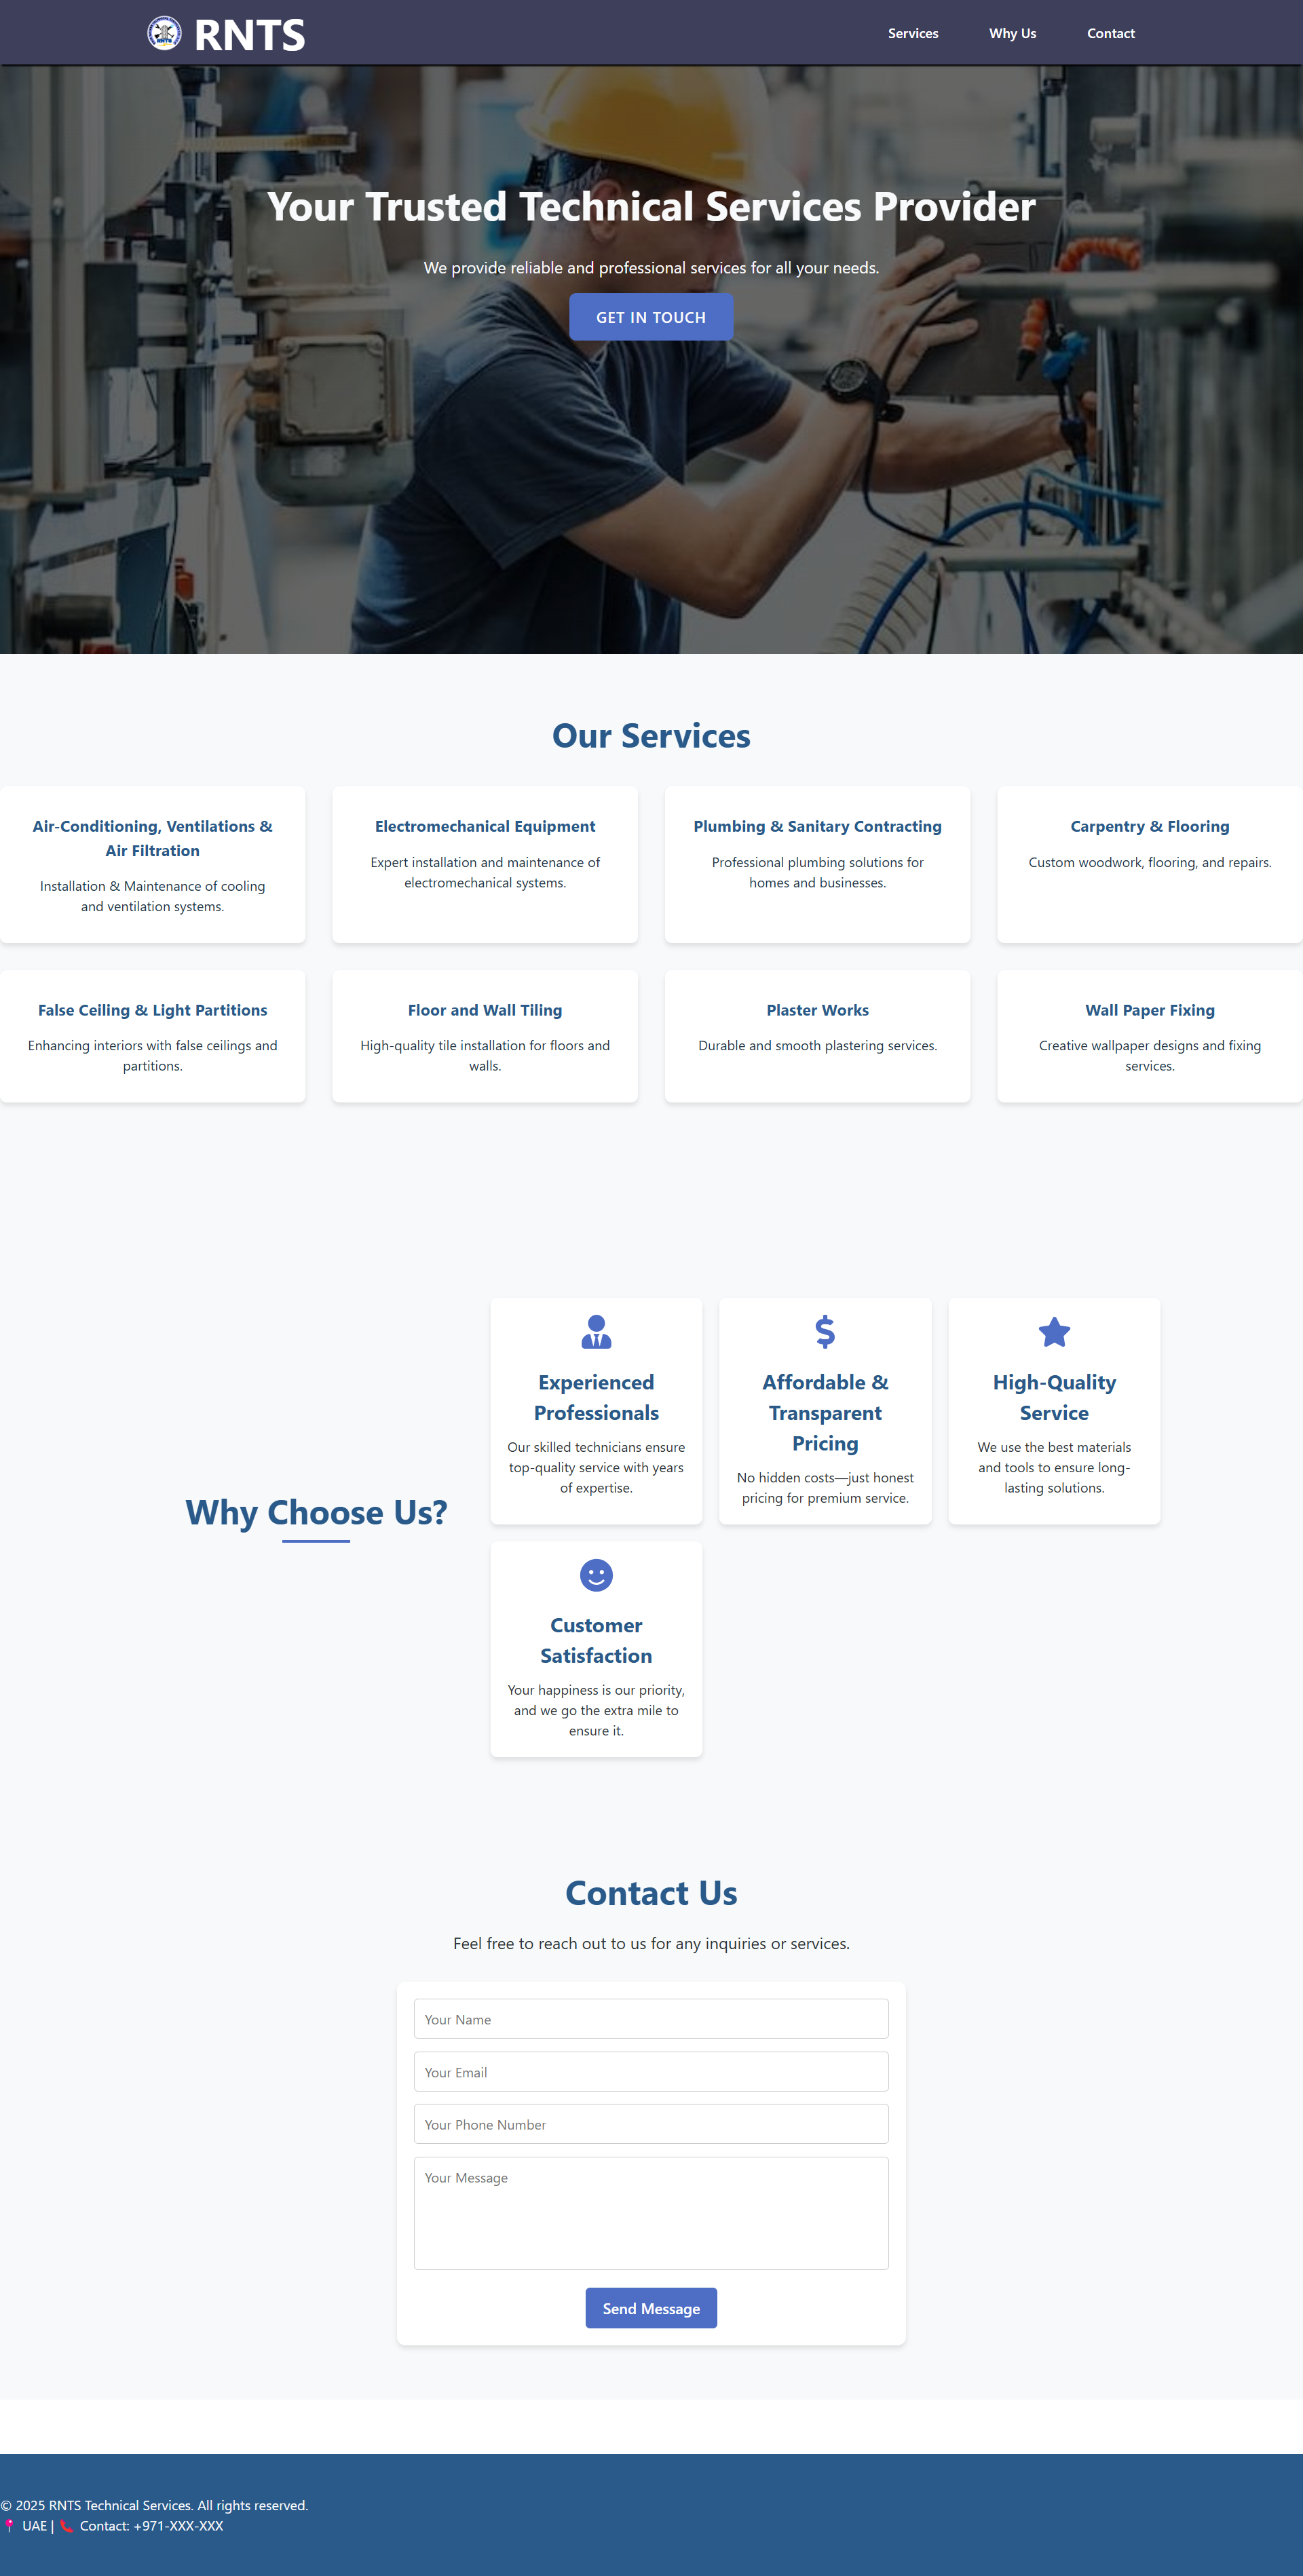 RNTS
RNTS
Services
Why Us
Contact
Your Trusted Technical Services Provider
We provide reliable and professional services for all your needs.
GET IN TOUCH
Our Services
Air-Conditioning, Ventilations &
Air Filtration
Installation & Maintenance of cooling
and ventilation systems.
Electromechanical Equipment
Expert installation and maintenance of
electromechanical systems.
Plumbing & Sanitary Contracting
Professional plumbing solutions for
homes and businesses.
Carpentry & Flooring
Custom woodwork, flooring, and repairs.
False Ceiling & Light Partitions
Enhancing interiors with false ceilings and
partitions.
Floor and Wall Tiling
High-quality tile installation for floors and
walls.
Plaster Works
Durable and smooth plastering services.
Wall Paper Fixing
Creative wallpaper designs and fixing
services.
Why Choose Us?
Experienced
Professionals
Our skilled technicians ensure
top-quality service with years
of expertise.
Affordable &
Transparent
Pricing
No hidden costs—just honest
pricing for premium service.
High-Quality
Service
We use the best materials
and tools to ensure long-
lasting solutions.
Customer
Satisfaction
Your happiness is our priority,
and we go the extra mile to
ensure it.
Contact Us
Feel free to reach out to us for any inquiries or services.
Your Name
Your Email
Your Phone Number
Your Message
Send Message
© 2025 RNTS Technical Services. All rights reserved.
📍 UAE | 📞 Contact: +971-XXX-XXX